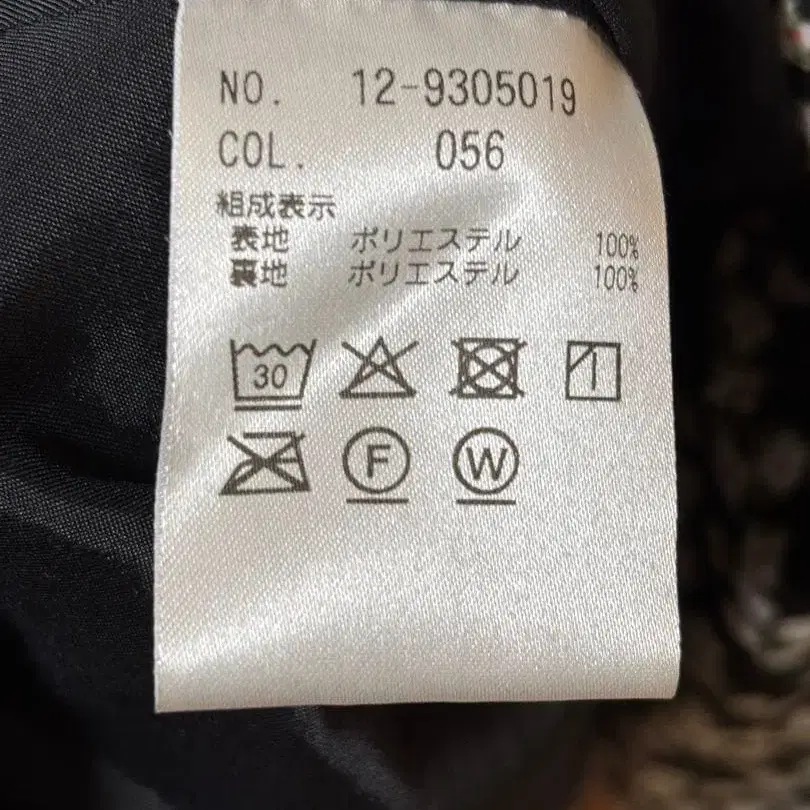 NO. 12-9305019
COL. 056
組成表示
表地 ポリエステル 100%
裏地 ポリエステル 100%
30
F W